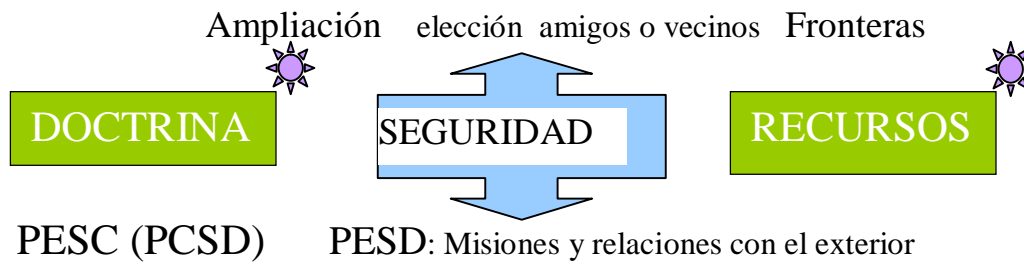 Ampliación elección amigos o vecinos Fronteras
DOCTRINA SEGURIDAD RECURSOS
PESC (PCSD) PESD: Misiones y relaciones con el exterior